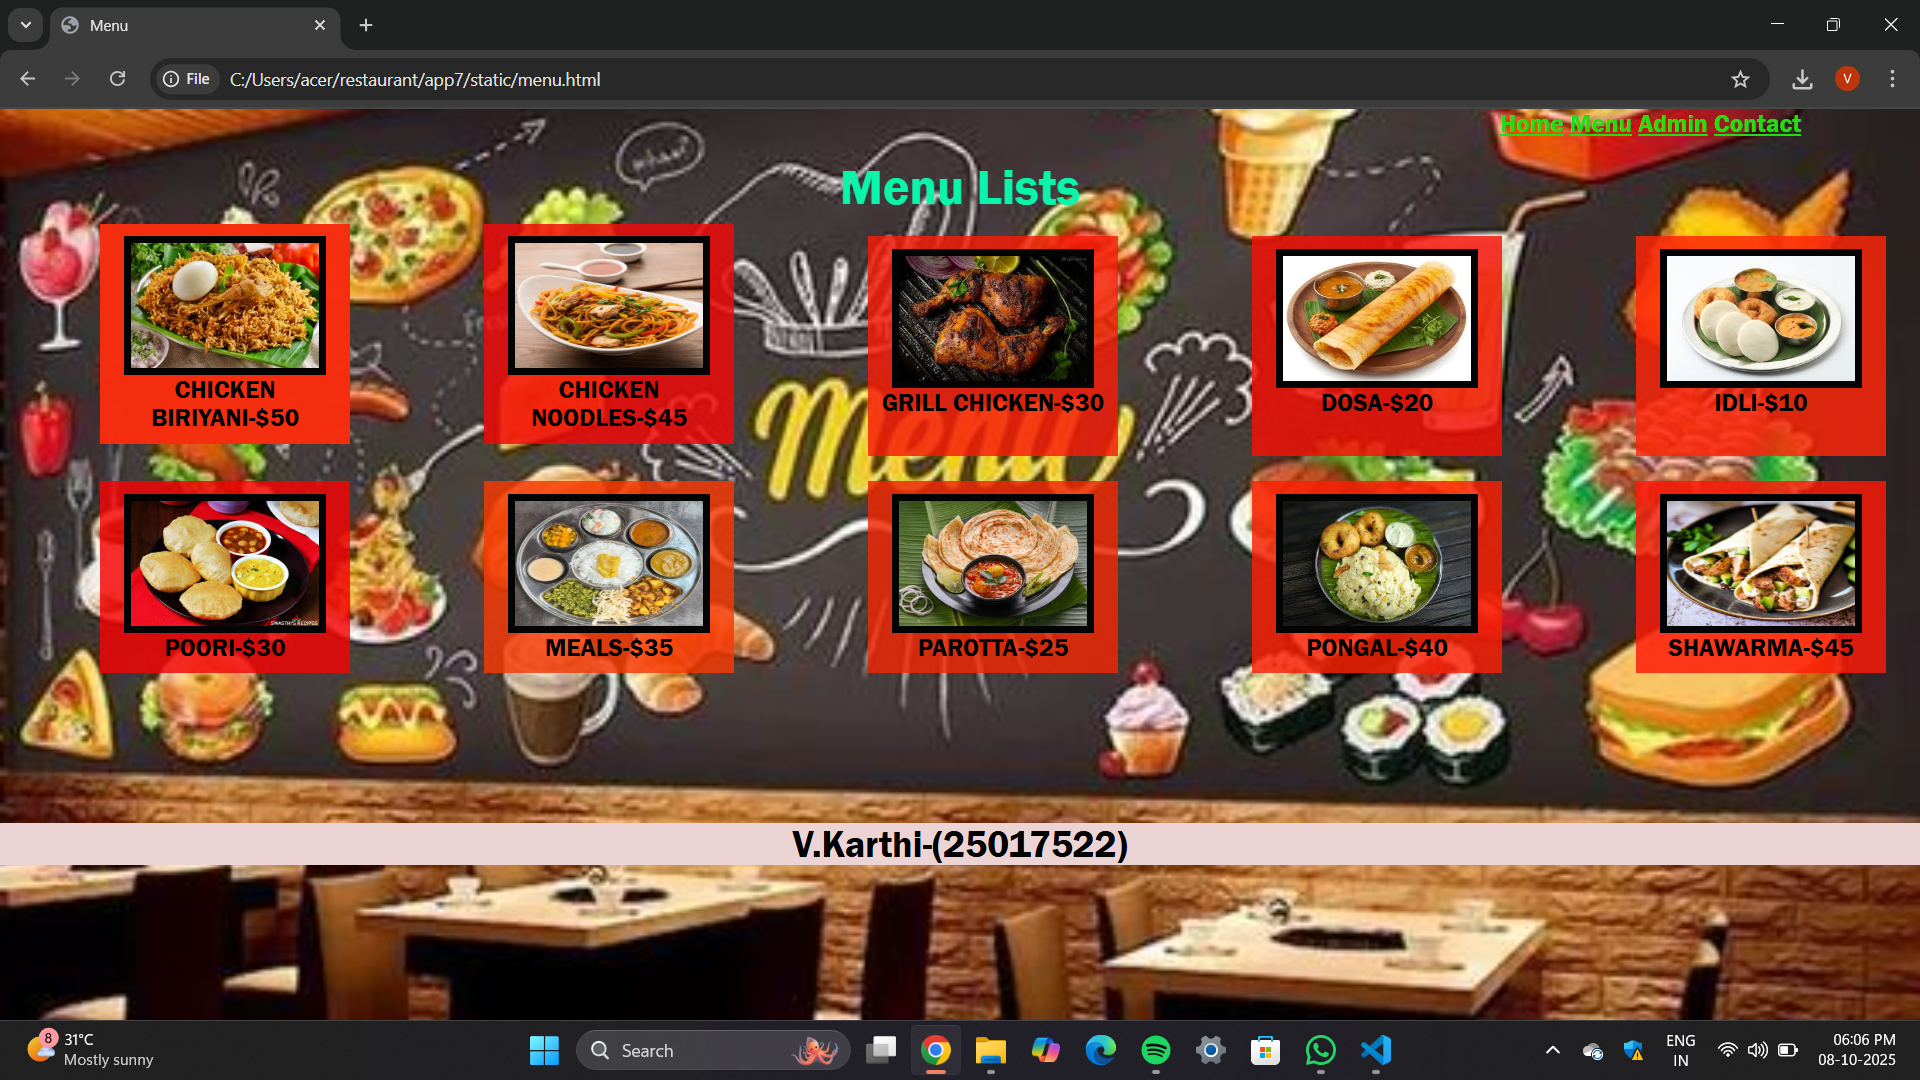 Menu
File
C:/Users/acer/restaurant/app7/static/menu.html
V
Home Menu Admin Contact
Menu Lists
CHICKEN
BIRIYANI-$50
CHICKEN
NOODLES-$45
GRILL CHICKEN-$30
DOSA-$20
IDLI-$10
Menu
POORI-$30
MEALS-$35
PAROTTA-$25
PONGAL-$40
SHAWARMA-$45
V.Karthi-(25017522)
8
31°C
Mostly sunny
Search
ENG
IN
06:06 PM
08-10-2025